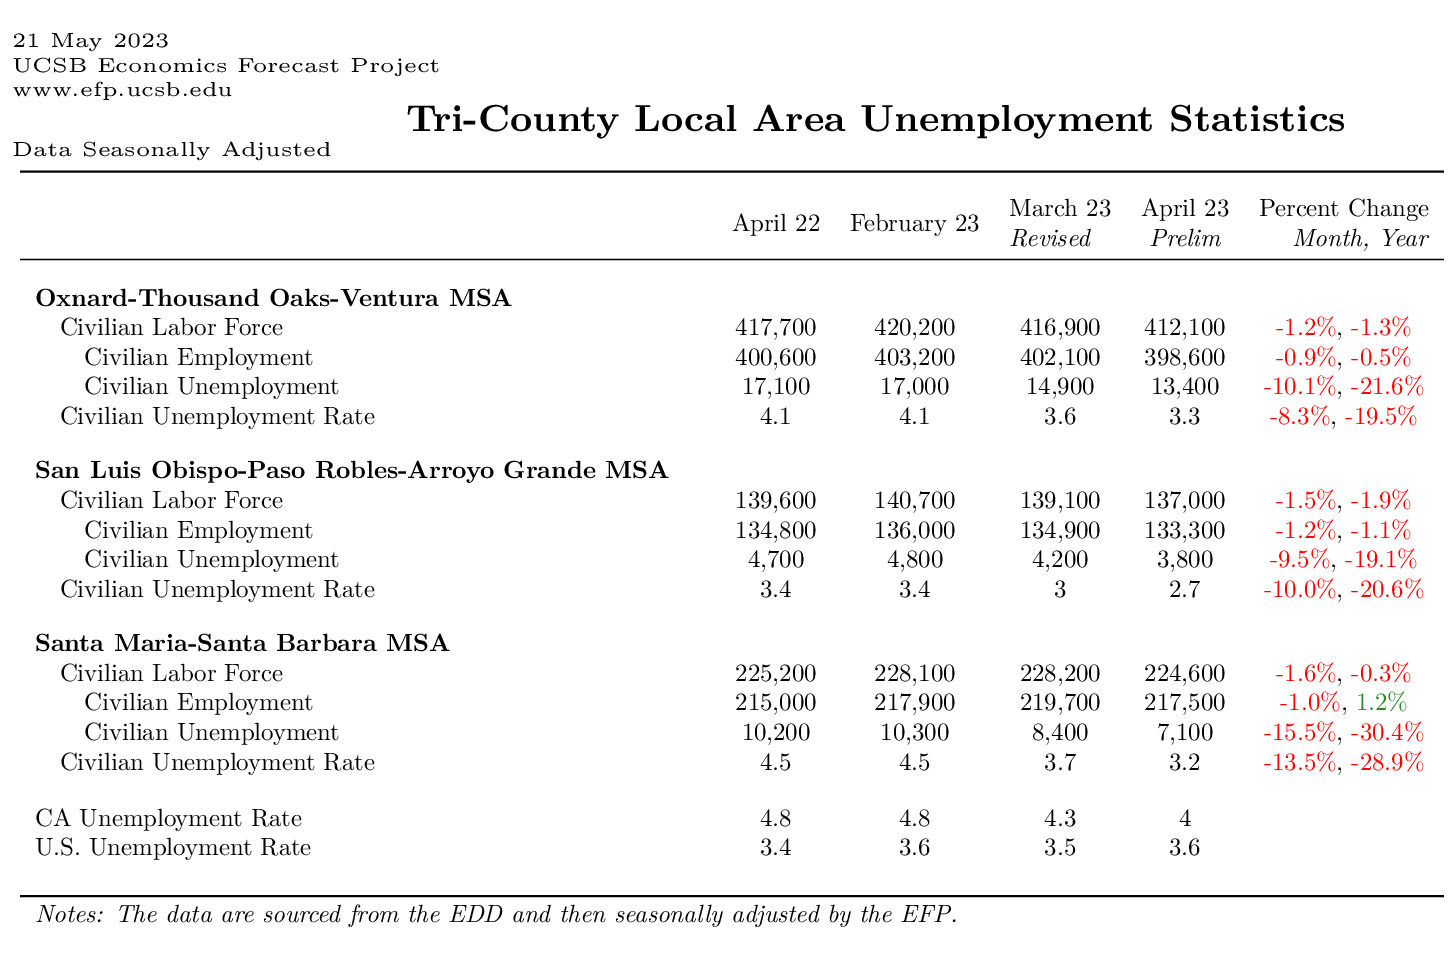 21 May 2023
UCSB Economics Forecast Project
www.efp.ucsb.edu
Tri-County Local Area Unemployment Statistics
Data Seasonally Adjusted
April 22 February 23 March 23 Revised April 23 Prelim Percent Change Month, Year
Oxnard-Thousand Oaks-Ventura MSA
Civilian Labor Force 417,700 420,200 416,900 412,100 -1.2%, -1.3%
Civilian Employment 400,600 403,200 402,100 398,600 -0.9%, -0.5%
Civilian Unemployment 17,100 17,000 14,900 13,400 -10.1%, -21.6%
Civilian Unemployment Rate 4.1 4.1 3.6 3.3 -8.3%, -19.5%
San Luis Obispo-Paso Robles-Arroyo Grande MSA
Civilian Labor Force 139,600 140,700 139,100 137,000 -1.5%, -1.9%
Civilian Employment 134,800 136,000 134,900 133,300 -1.2%, -1.1%
Civilian Unemployment 4,700 4,800 4,200 3,800 -9.5%, -19.1%
Civilian Unemployment Rate 3.4 3.4 3 2.7 -10.0%, -20.6%
Santa Maria-Santa Barbara MSA
Civilian Labor Force 225,200 228,100 228,200 224,600 -1.6%, -0.3%
Civilian Employment 215,000 217,900 219,700 217,500 -1.0%, 1.2%
Civilian Unemployment 10,200 10,300 8,400 7,100 -15.5%, -30.4%
Civilian Unemployment Rate 4.5 4.5 3.7 3.2 -13.5%, -28.9%
CA Unemployment Rate 4.8 4.8 4.3 4
U.S. Unemployment Rate 3.4 3.6 3.5 3.6
Notes: The data are sourced from the EDD and then seasonally adjusted by the EFP.